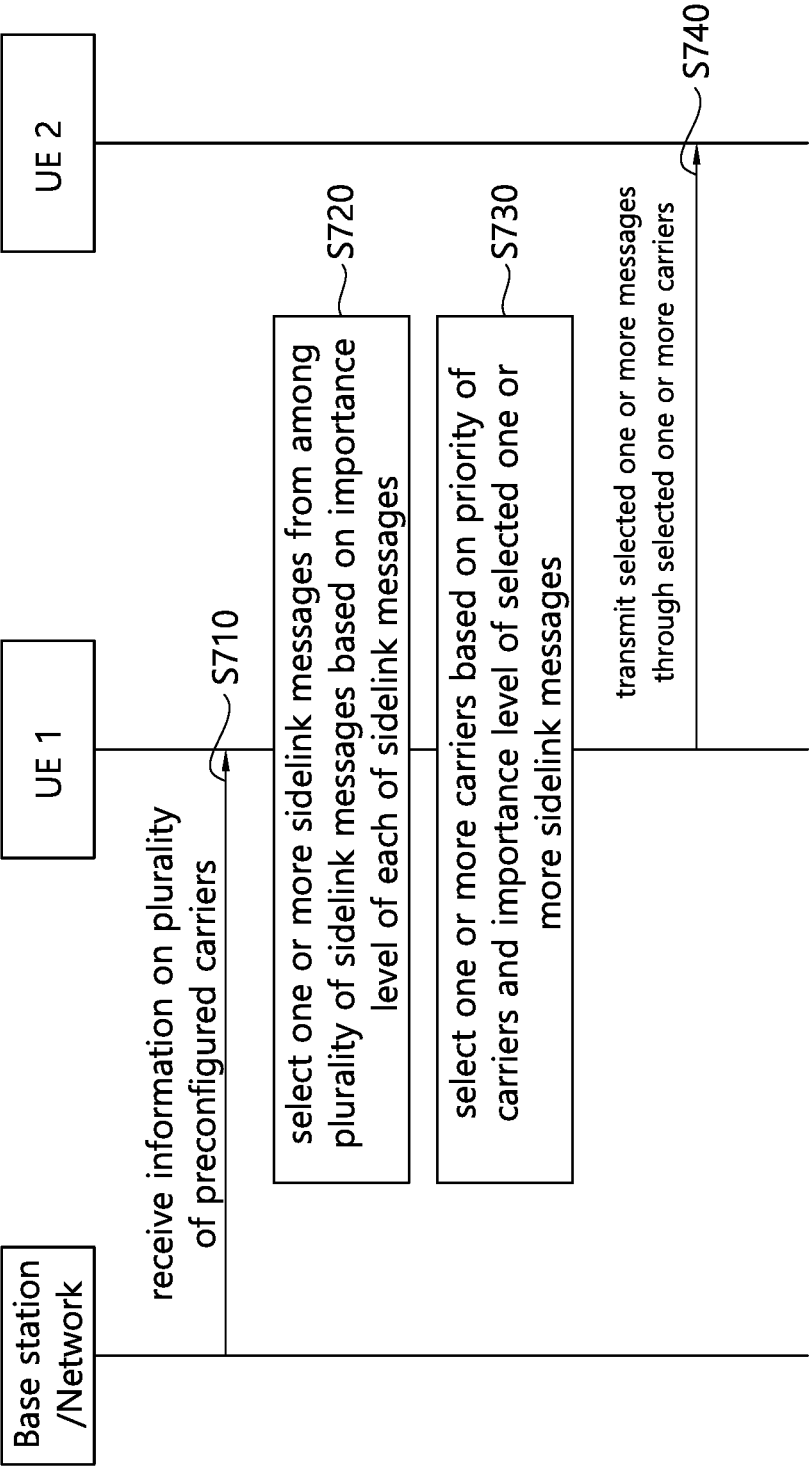 Base station
/Network
UE 1
UE 2
receive information on plurality
of preconfigured carriers
S710
select one or more sidelink messages from among
plurality of sidelink messages based on importance
level of each of sidelink messages
S720
select one or more carriers based on priority of
carriers and importance level of selected one or
more sidelink messages
S730
transmit selected one or more messages
through selected one or more carriers
S740